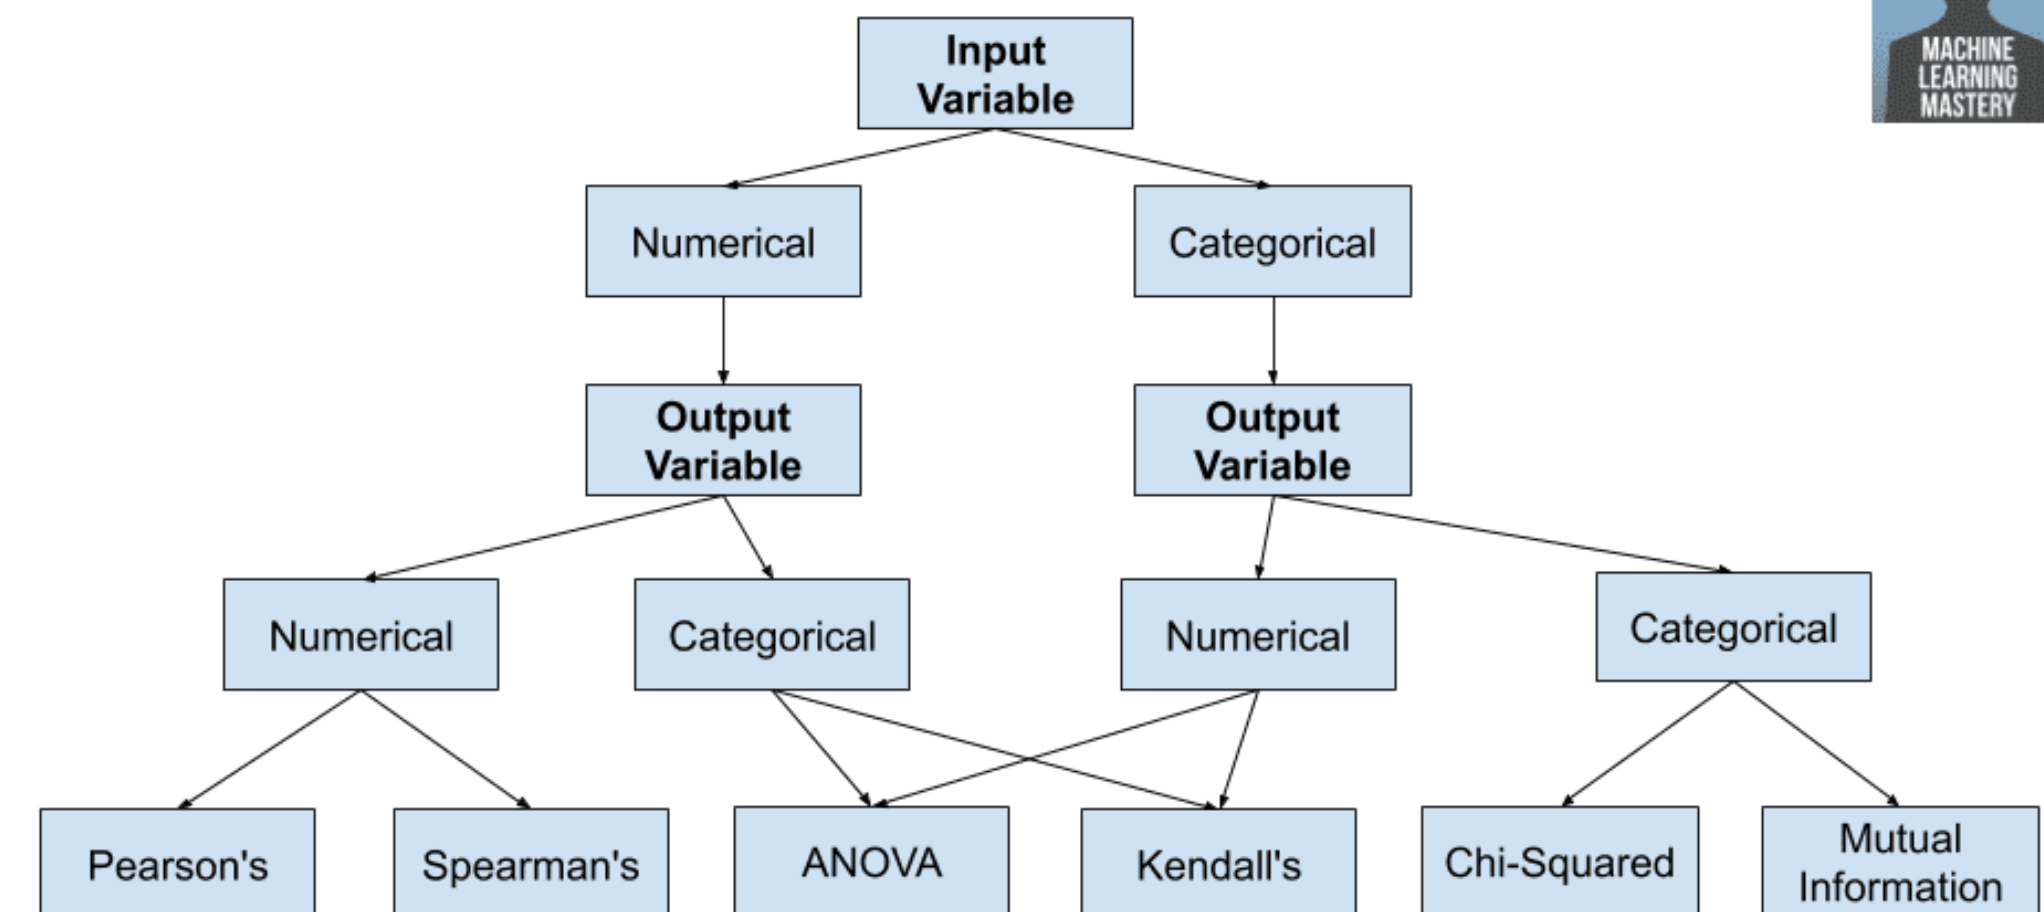 Input
Variable
MACHINE
LEARNING
MASTERY
Numerical
Categorical
Output
Variable
Output
Variable
Numerical
Categorical
Numerical
Categorical
Pearson's
Spearman's
ANOVA
Kendall's
Chi-Squared
Mutual
Information